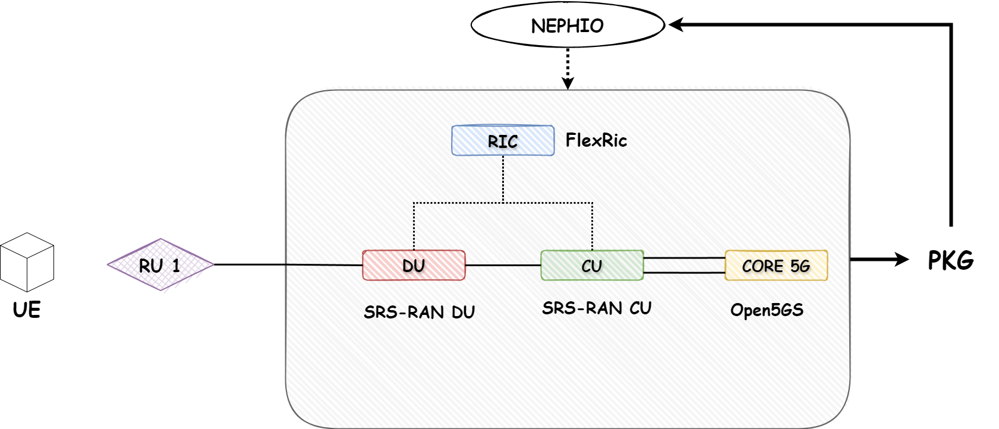 NEPHIO
RIC
FlexRic
RU 1
DU
CU
CORE 5G
PKG
UE
SRS-RAN DU
SRS-RAN CU
Open5GS